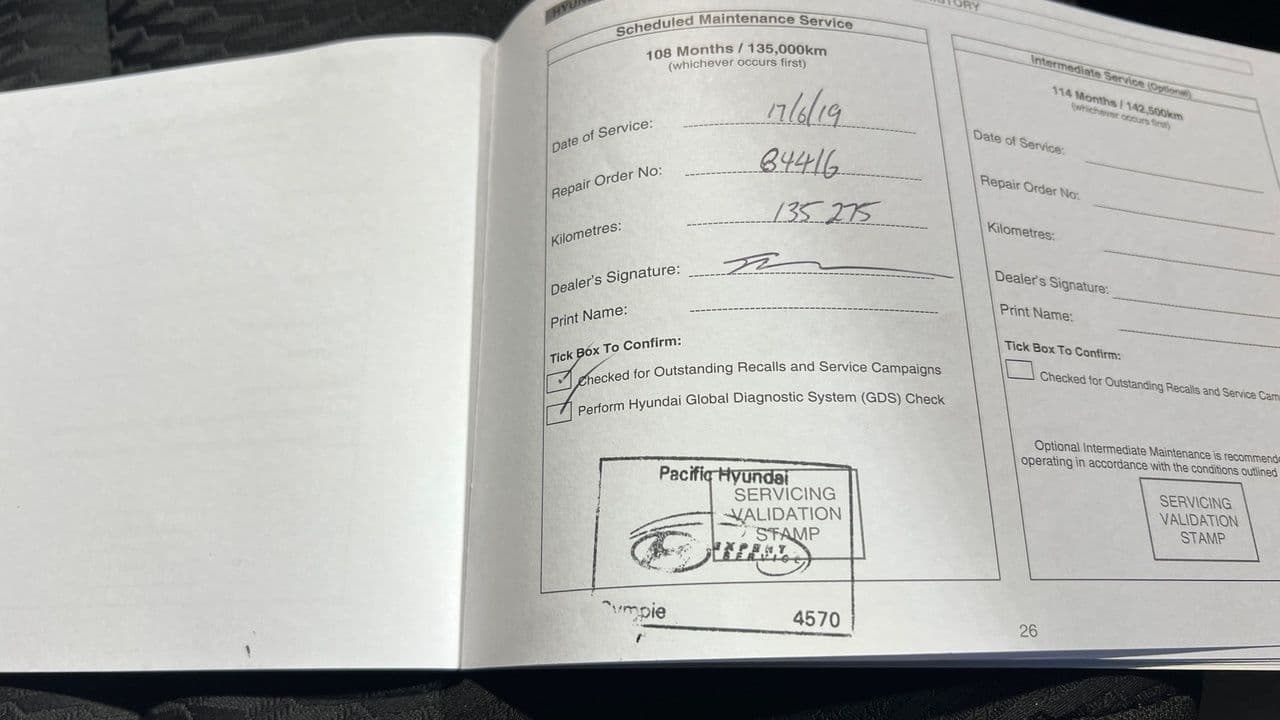 HYUN
Scheduled Maintenance Service
108 Months / 135,000km
(whichever occurs first)
Date of Service: 17/6/19
Repair Order No: 84416
Kilometres: 135 275
Dealer's Signature:
Print Name:
Tick Box To Confirm:
Checked for Outstanding Recalls and Service Campaigns
Perform Hyundai Global Diagnostic System (GDS) Check
Pacific Hyundai
SERVICING
VALIDATION
STAMP
4570
TORY
Intermediate Service (Optional)
114 Months / 142,500km
(whichever occurs first)
Date of Service:
Repair Order No:
Kilometres:
Dealer's Signature:
Print Name:
Tick Box To Confirm:
Checked for Outstanding Recalls and Service Cam
Optional Intermediate Maintenance is recommende
operating in accordance with the conditions outlined
SERVICING
VALIDATION
STAMP
26